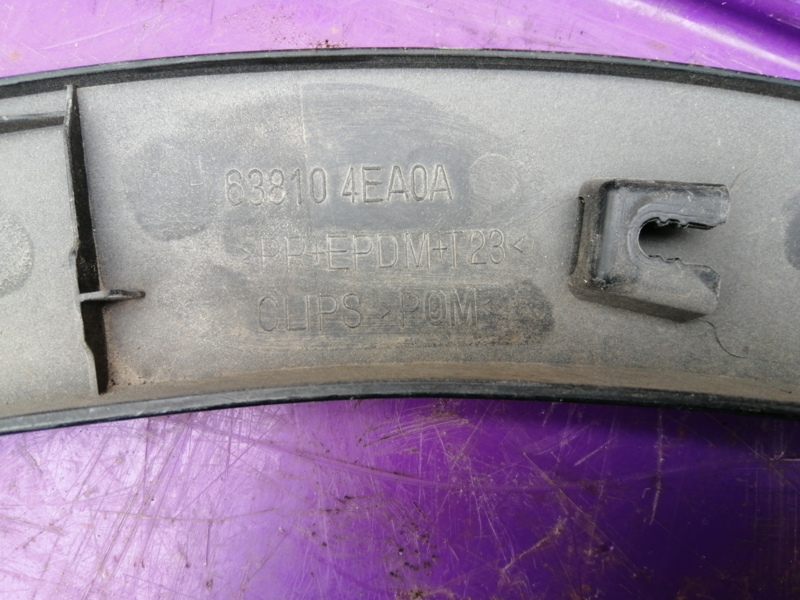 63810 4EA0A
>PP+EPDM+T23<
CLIPS >POM<